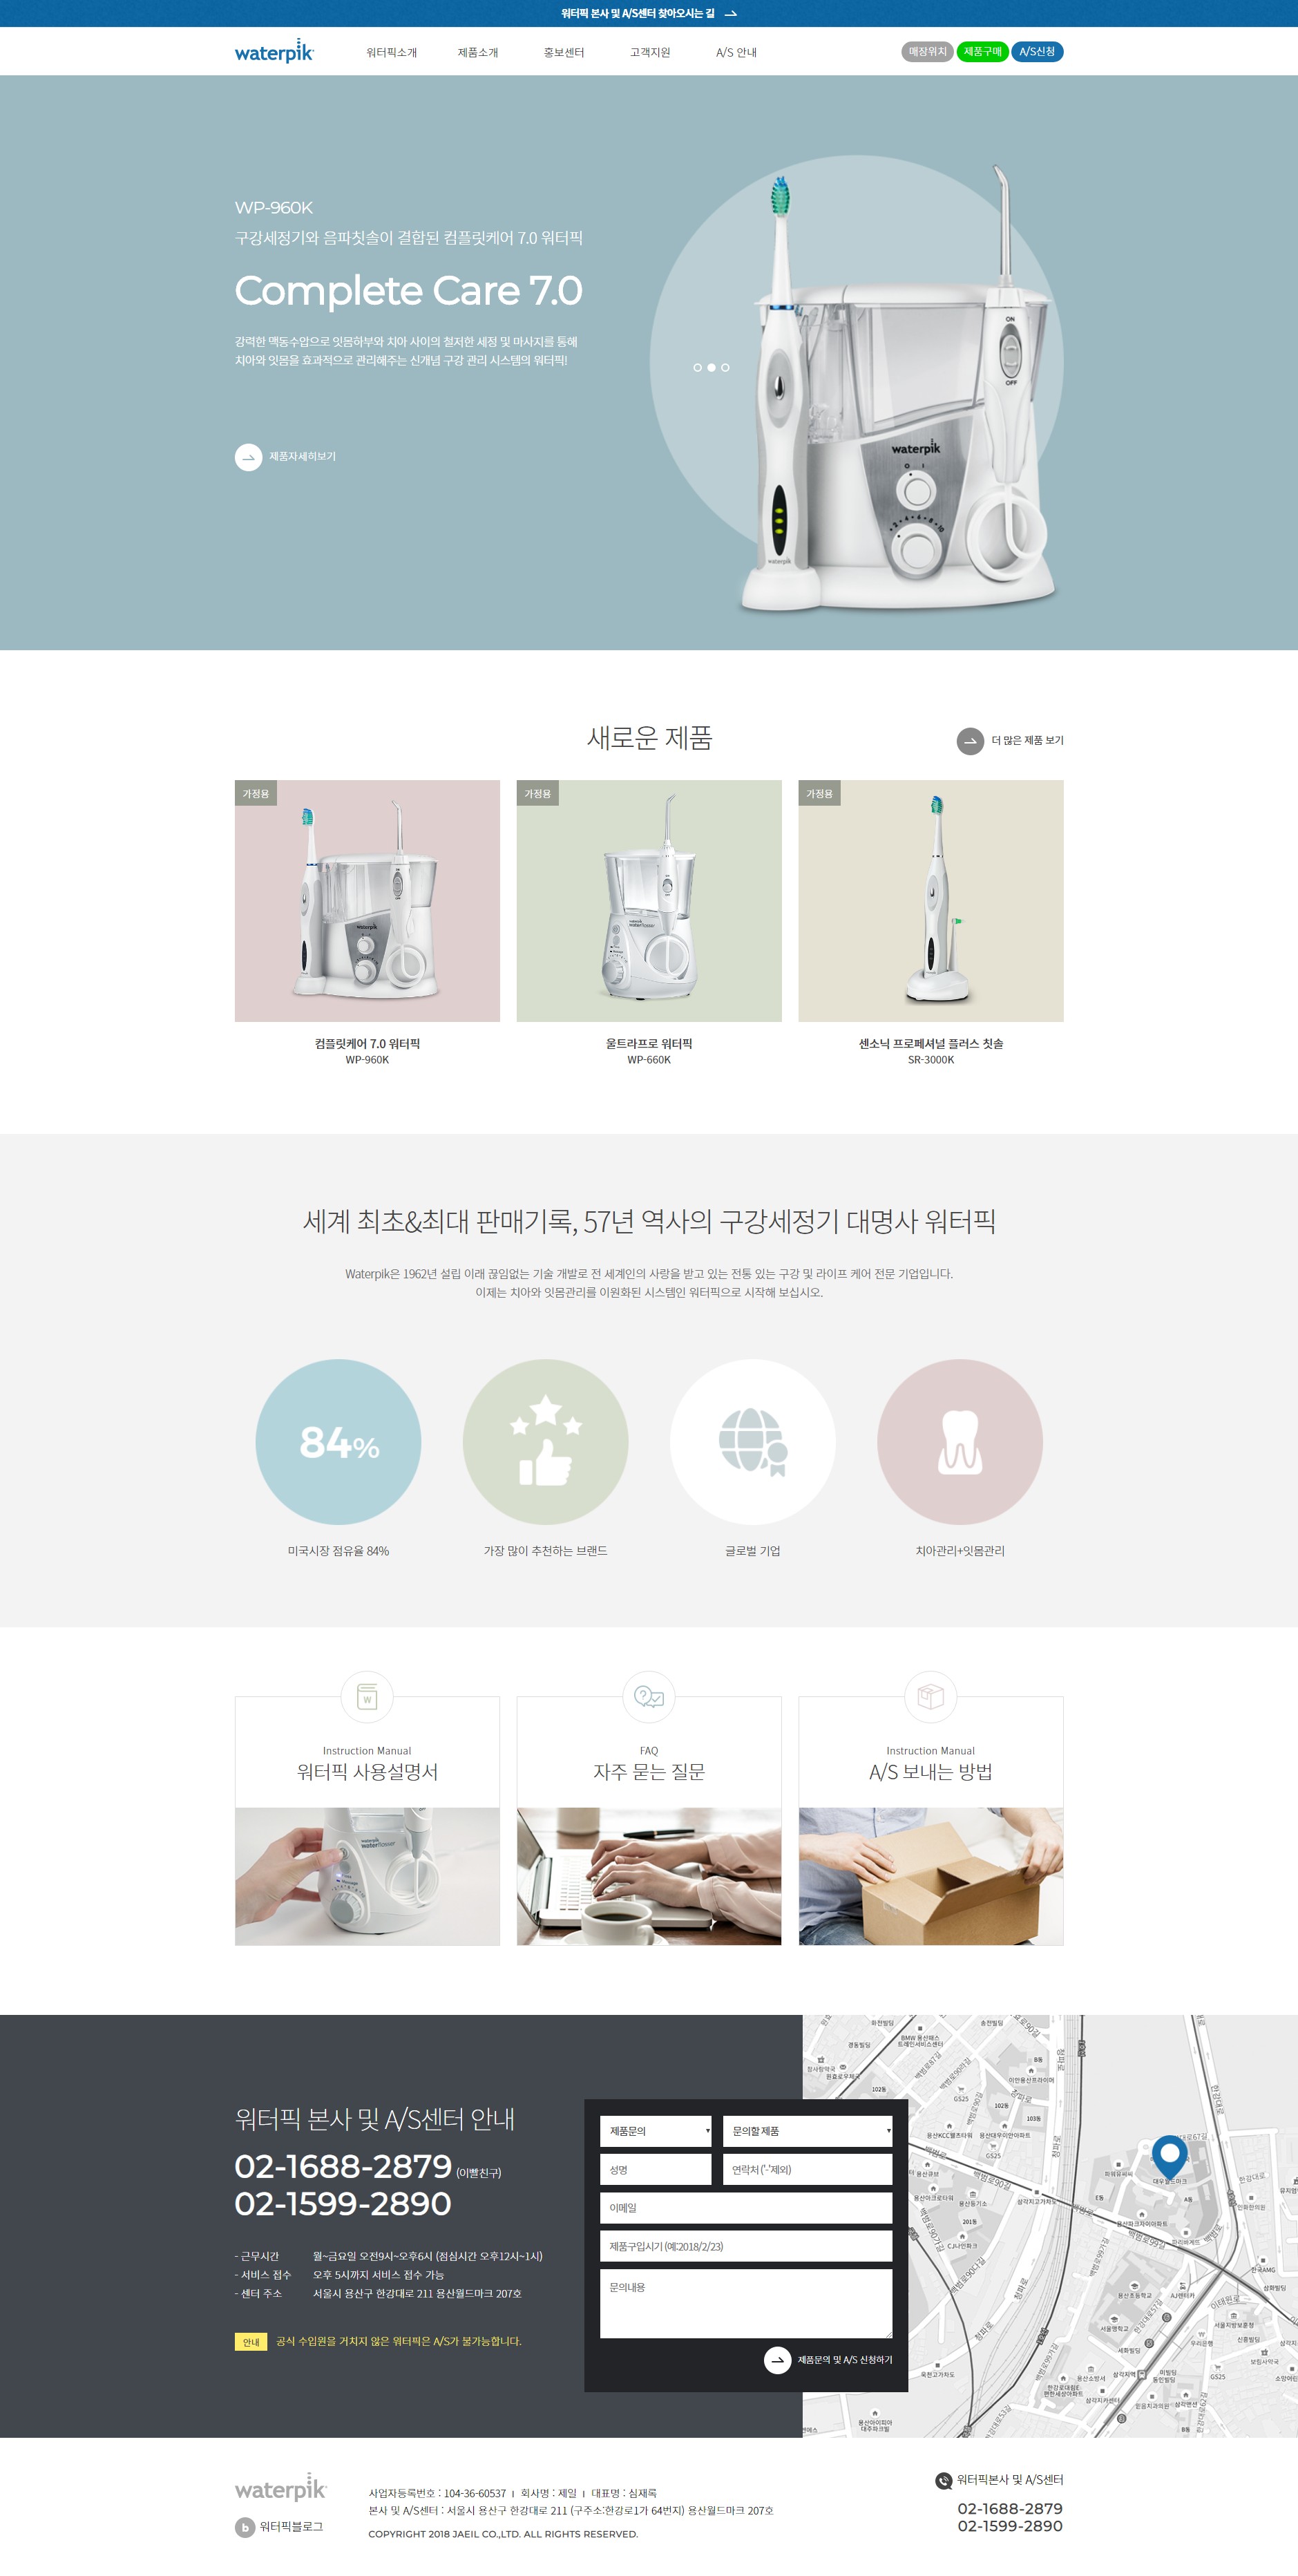 워터픽 본사 및 A/S센터 찾아오시는 길
waterpik
워터픽소개
제품소개
홍보센터
고객지원
A/S 안내
매장위치
제품구매
A/S신청
WP-960K
구강세정기와 음파칫솔이 결합된 컴플릿케어 7.0 워터픽
Complete Care 7.0
강력한 맥동수압으로 잇몸하부와 치아 사이의 철저한 세정 및 마사지를 통해
치아와 잇몸을 효과적으로 관리해주는 신개념 구강 관리 시스템의 워터픽!
제품자세히보기
ON
OFF
waterpik
waterpik
새로운 제품
더 많은 제품 보기
가정용
가정용
가정용
컴플릿케어 7.0 워터픽
WP-960K
울트라프로 워터픽
WP-660K
센소닉 프로페셔널 플러스 칫솔
SR-3000K
세계 최초&최대 판매기록, 57년 역사의 구강세정기 대명사 워터픽
Waterpik은 1962년 설립 이래 끊임없는 기술 개발로 전 세계인의 사랑을 받고 있는 전통 있는 구강 및 라이프 케어 전문 기업입니다.
이제는 치아와 잇몸관리를 이원화된 시스템인 워터픽으로 시작해 보십시오.
84%
미국시장 점유율 84%
가장 많이 추천하는 브랜드
글로벌 기업
치아관리+잇몸관리
W
Instruction Manual
워터픽 사용설명서
FAQ
자주 묻는 질문
Instruction Manual
A/S 보내는 방법
워터픽 본사 및 A/S센터 안내
02-1688-2879 (이빨친구)
02-1599-2890
- 근무시간 월~금요일 오전9시~오후6시 (점심시간 오후12시~1시)
- 서비스 접수 오후 5시까지 서비스 접수 가능
- 센터 주소 서울시 용산구 한강대로 211 용산월드마크 207호
안내 공식 수입원을 거치지 않은 워터픽은 A/S가 불가능합니다.
제품문의
문의할 제품
성명
연락처 ('-'제외)
이메일
제품구입시기 (예:2018/2/23)
문의내용
제품문의 및 A/S 신청하기
waterpik
b 워터픽블로그
사업자등록번호 : 104-36-60537 ı 회사명 : 제일 ı 대표명 : 심재록
본사 및 A/S센터 : 서울시 용산구 한강대로 211 (구주소:한강로1가 64번지) 용산월드마크 207호
COPYRIGHT 2018 JAEIL CO.,LTD. ALL RIGHTS RESERVED.
워터픽본사 및 A/S센터
02-1688-2879
02-1599-2890